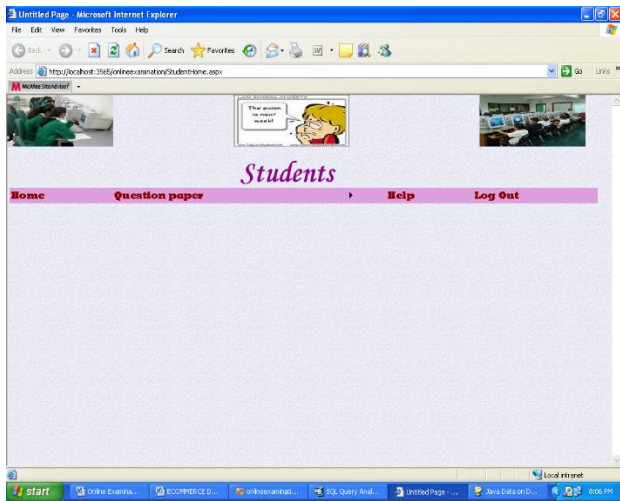 Untitled Page - Microsoft Internet Explorer
File Edit View Favorites Tools Help
Back Search Favorites
Address http://localhost:3565/onlineexamination/StudentHome.aspx Go Links »
McAfee SiteAdvisor
The exam
is next
week!
Students
Home Question paper Help Log Out
Local intranet
start Online Examina... ECOMMERCE D... onlineexaminati... SQL Query Anal... Untitled Page - ... Java Data on D... 8:06 PM